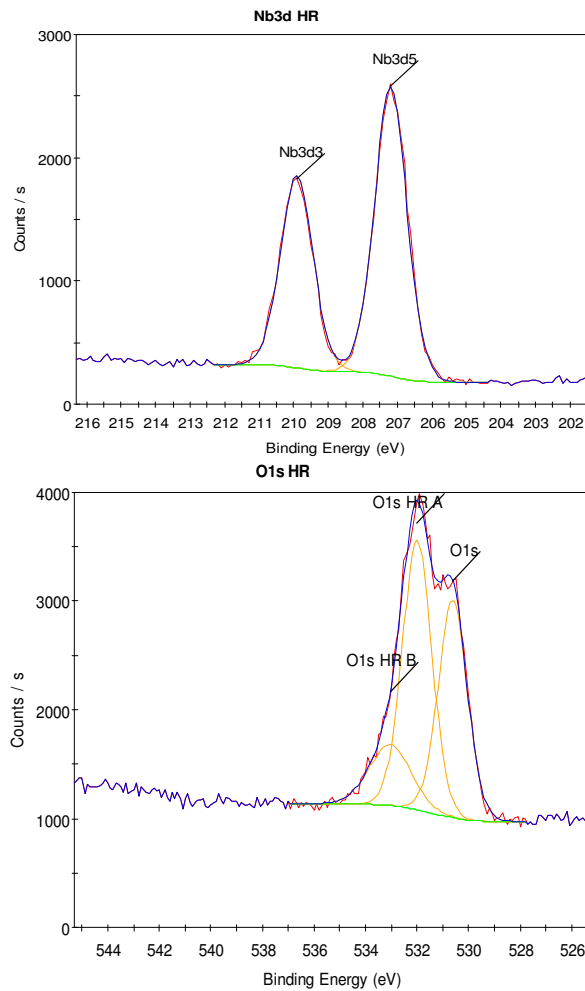 Nb3d HR
3000
Nb3d5
Nb3d3
2000
Counts / s
1000
0
216 215 214 213 212 211 210 209 208 207 206 205 204 203 202
Binding Energy (eV)
O1s HR
4000
O1s HR A
O1s
3000
O1s HR B
Counts / s
2000
1000
0
544 542 540 538 536 534 532 530 528 526
Binding Energy (eV)